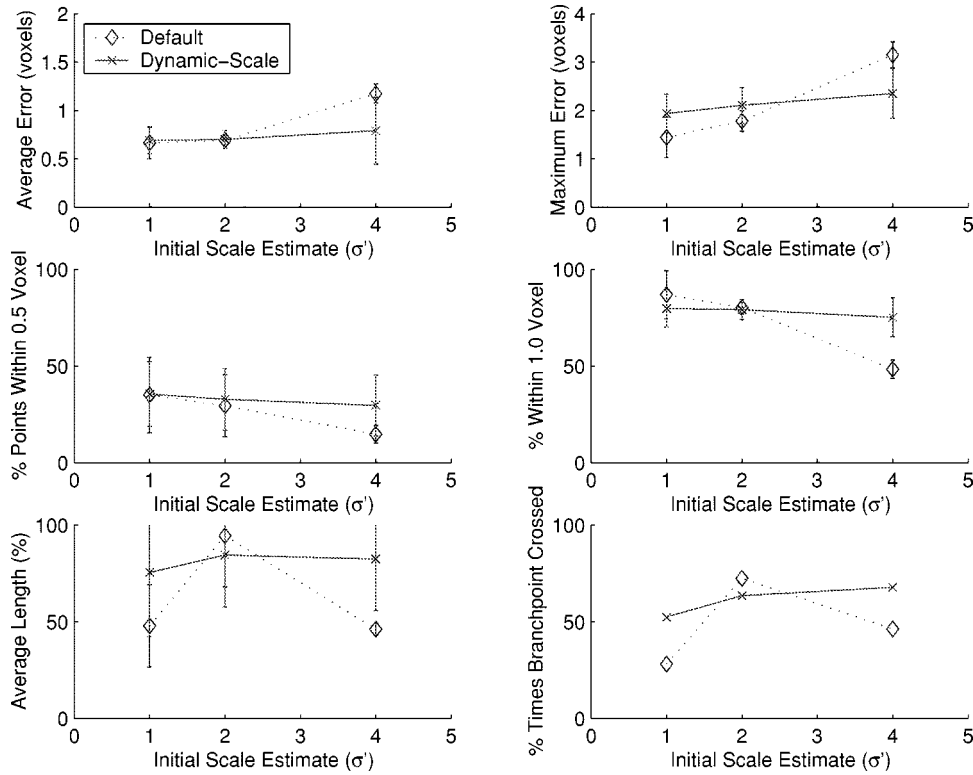 Average Error (voxels)
2
1.5
1
0.5
0
Default
Dynamic-Scale
0 1 2 3 4 5
Initial Scale Estimate (σ')
Maximum Error (voxels)
4
3
2
1
0
0 1 2 3 4 5
Initial Scale Estimate (σ')
% Points Within 0.5 Voxel
100
50
0
0 1 2 3 4 5
Initial Scale Estimate (σ')
% Within 1.0 Voxel
100
50
0
0 1 2 3 4 5
Initial Scale Estimate (σ')
Average Length (%)
100
50
0
0 1 2 3 4 5
Initial Scale Estimate (σ')
% Times Branchpoint Crossed
100
50
0
0 1 2 3 4 5
Initial Scale Estimate (σ')